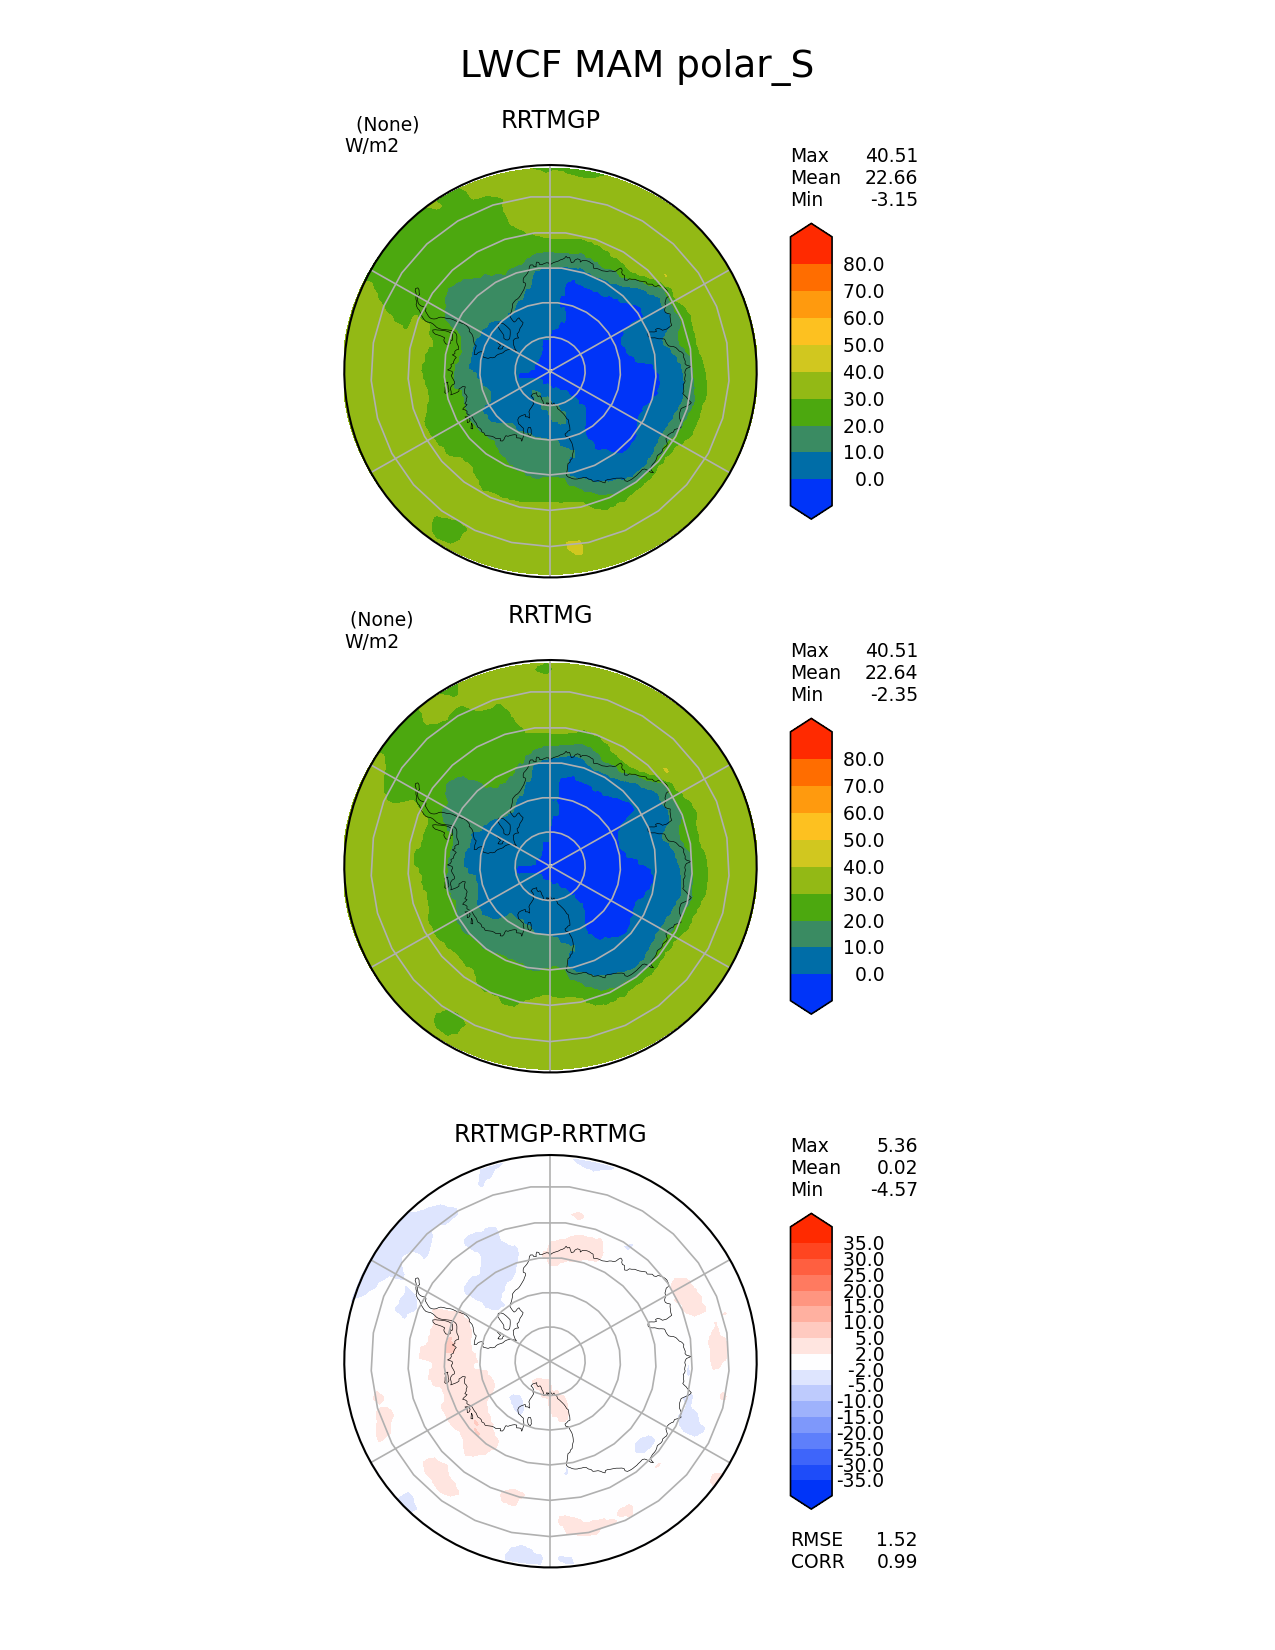 LWCF MAM polar_S
RRTMGP
(None)
W/m2
Max 40.51
Mean 22.66
Min -3.15
80.0
70.0
60.0
50.0
40.0
30.0
20.0
10.0
0.0
RRTMG
(None)
W/m2
Max 40.51
Mean 22.64
Min -2.35
80.0
70.0
60.0
50.0
40.0
30.0
20.0
10.0
0.0
RRTMGP-RRTMG
Max 5.36
Mean 0.02
Min -4.57
35.0
30.0
25.0
20.0
15.0
10.0
5.0
2.0
-2.0
-5.0
-10.0
-15.0
-20.0
-25.0
-30.0
-35.0
RMSE 1.52
CORR 0.99